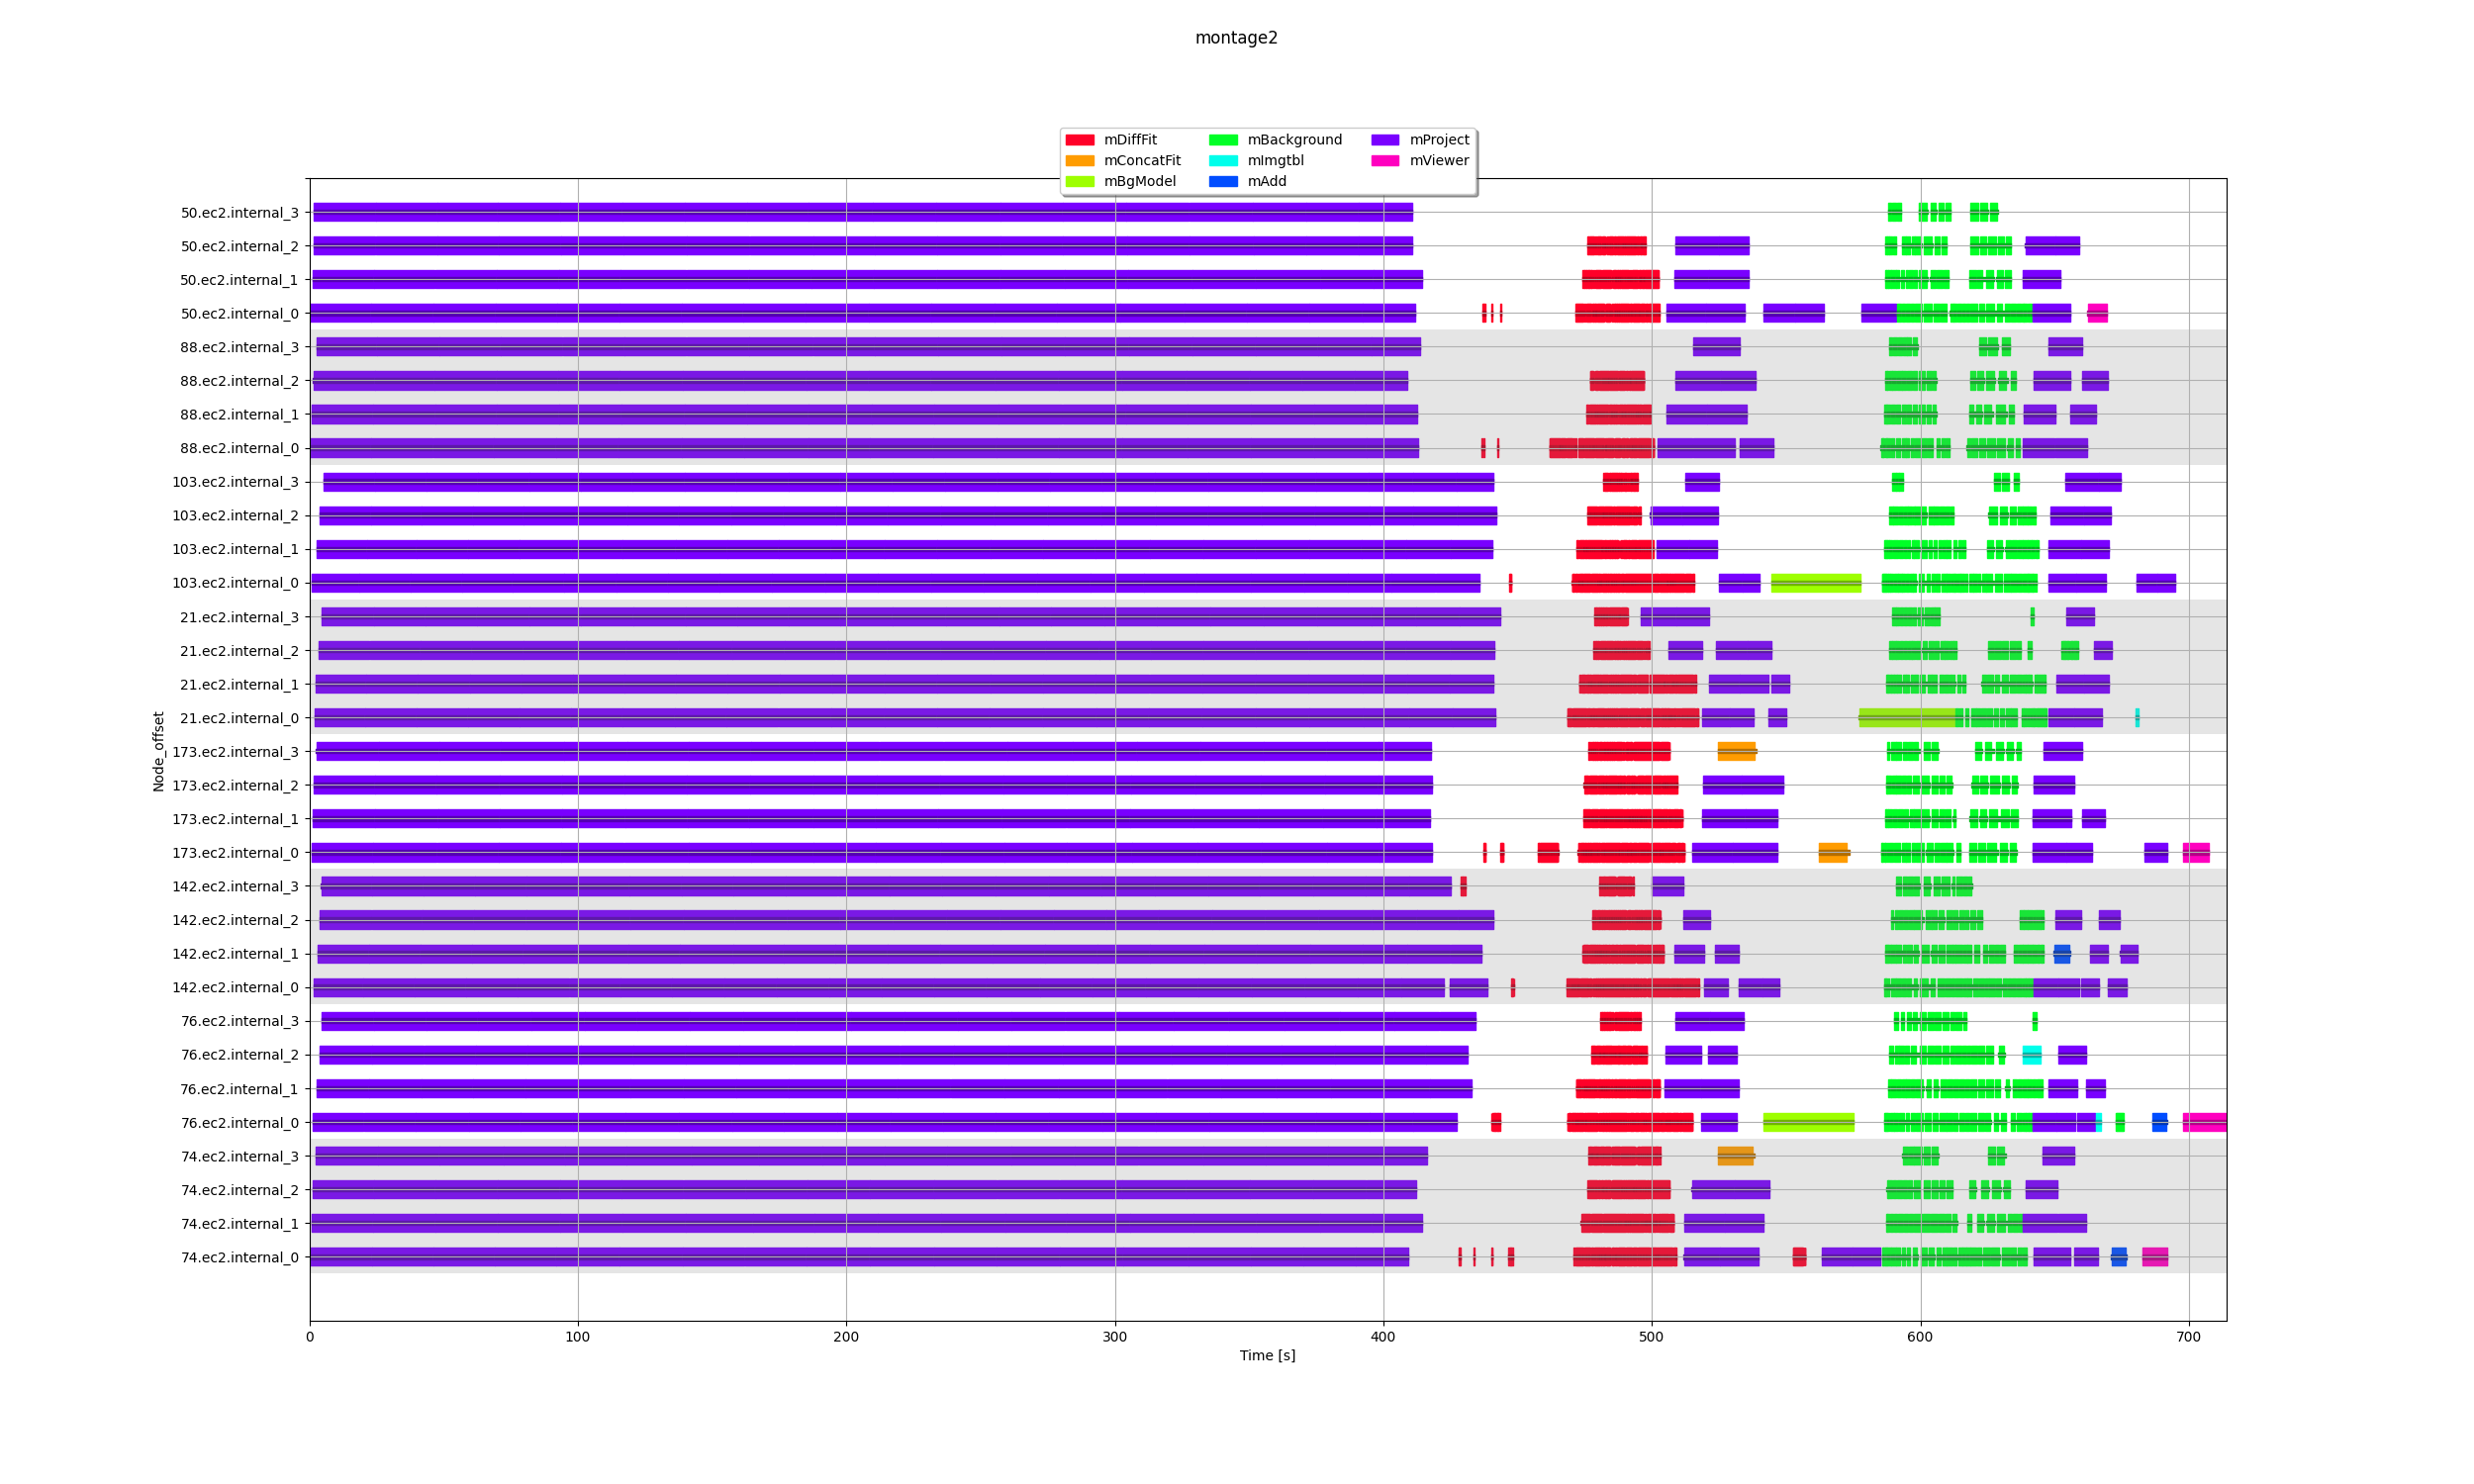 montage2
mDiffFit mBackground mProject
mConcatFit mImgtbl mViewer
mBgModel mAdd
50.ec2.internal_3
50.ec2.internal_2
50.ec2.internal_1
50.ec2.internal_0
88.ec2.internal_3
88.ec2.internal_2
88.ec2.internal_1
88.ec2.internal_0
103.ec2.internal_3
103.ec2.internal_2
103.ec2.internal_1
103.ec2.internal_0
21.ec2.internal_3
21.ec2.internal_2
21.ec2.internal_1
21.ec2.internal_0
173.ec2.internal_3
173.ec2.internal_2
173.ec2.internal_1
173.ec2.internal_0
142.ec2.internal_3
142.ec2.internal_2
142.ec2.internal_1
142.ec2.internal_0
76.ec2.internal_3
76.ec2.internal_2
76.ec2.internal_1
76.ec2.internal_0
74.ec2.internal_3
74.ec2.internal_2
74.ec2.internal_1
74.ec2.internal_0
Node_offset
0 100 200 300 400 500 600 700
Time [s]